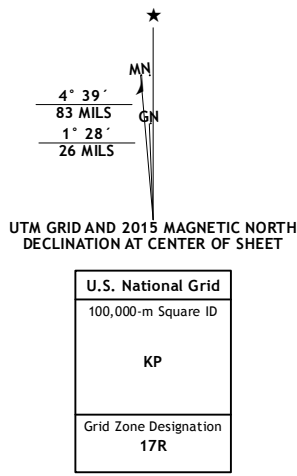 ★
MN
4° 39´
83 MILS
GN
1° 28´
26 MILS
UTM GRID AND 2015 MAGNETIC NORTH
DECLINATION AT CENTER OF SHEET
U.S. National Grid
100,000-m Square ID
KP
Grid Zone Designation
17R